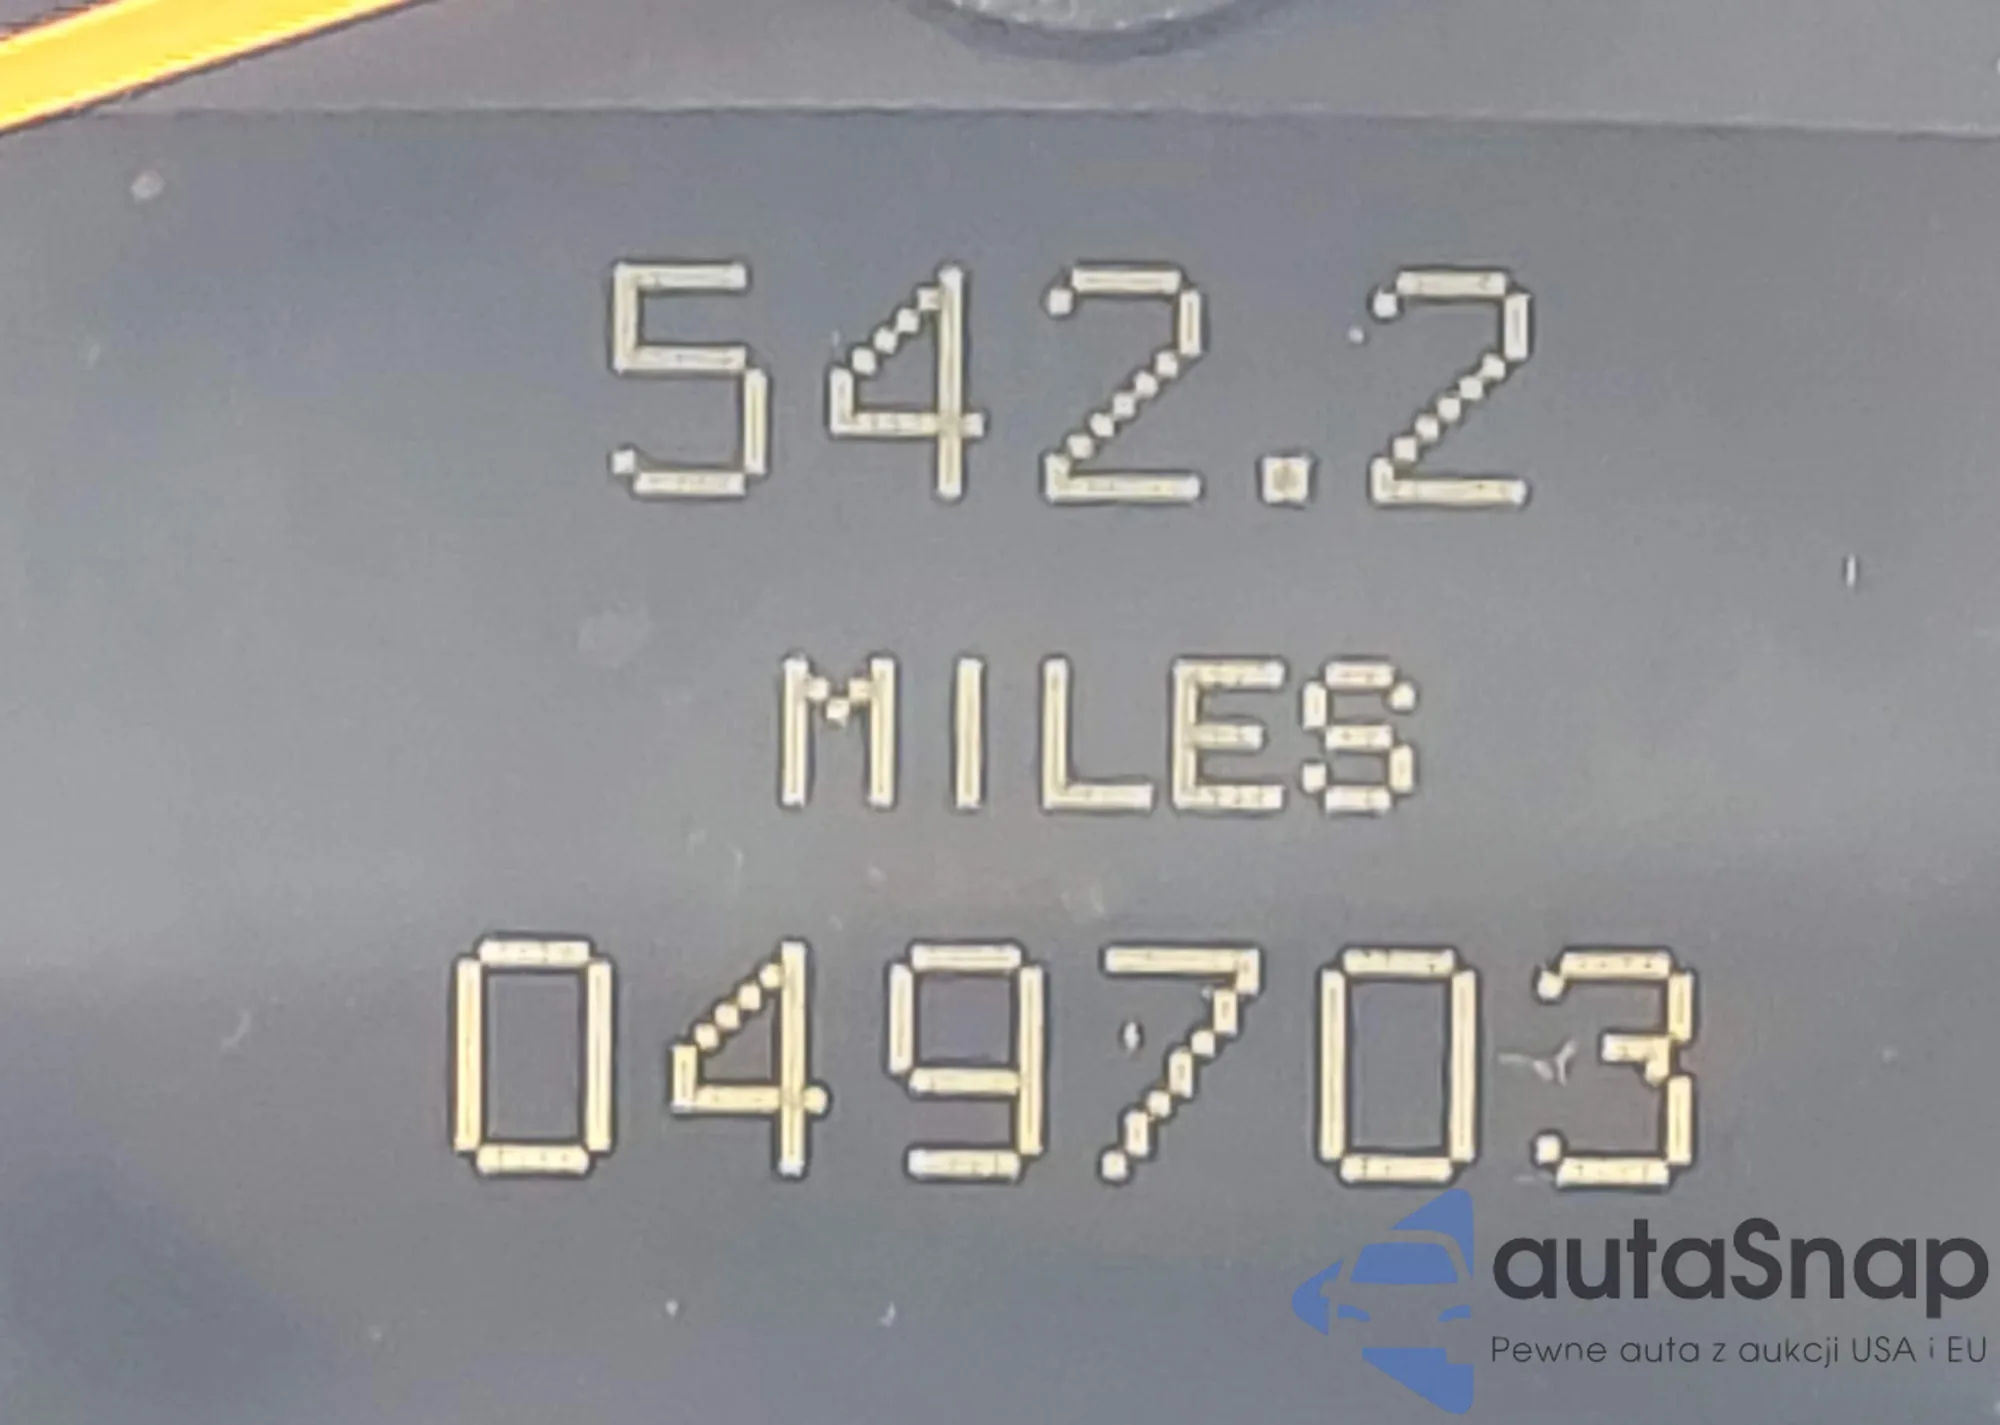 542.2
MILES
049703
autaSnap
Pewne auta z aukcji USA i EU